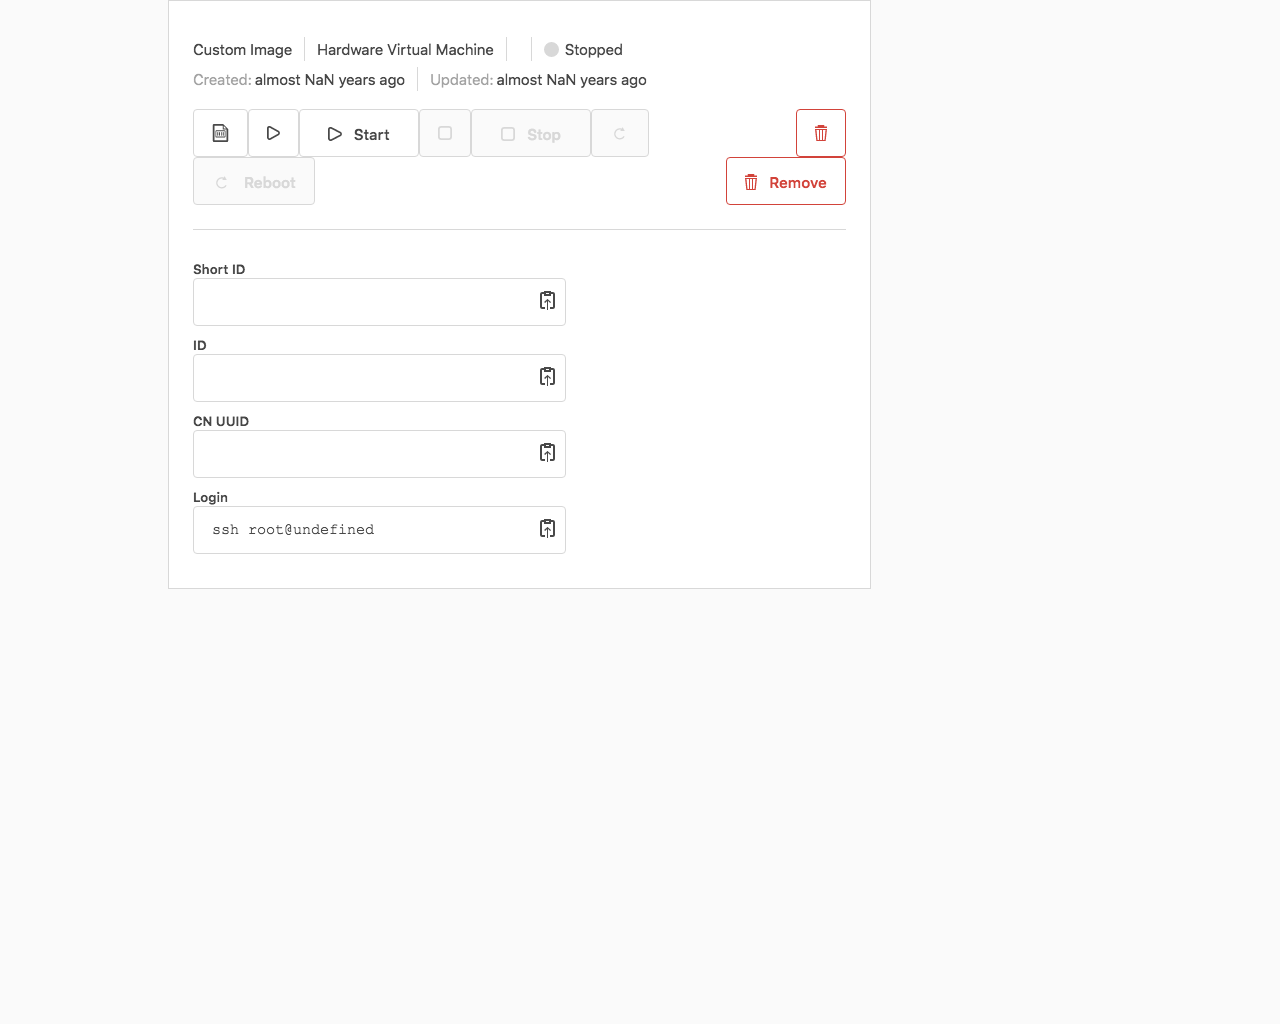 Custom Image Hardware Virtual Machine Stopped
Created: almost NaN years ago Updated: almost NaN years ago
Start Stop
Reboot Remove
Short ID
ID
CN UUID
Login
ssh root@undefined